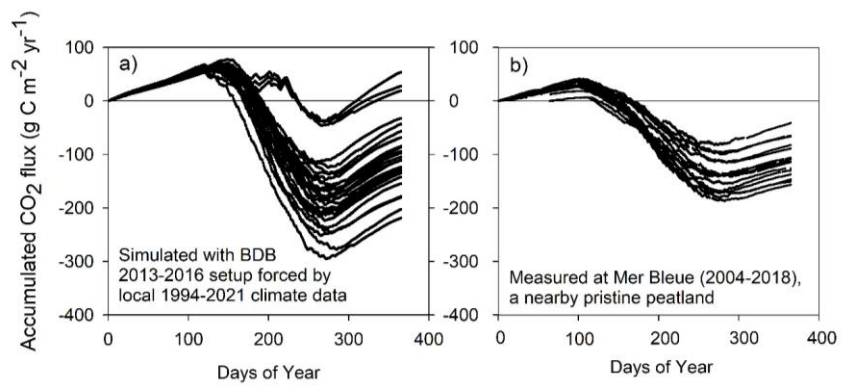 Accumulated CO2 flux (g C m-2 yr-1)
a)
100
0
-100
-200
-300
-400
Simulated with BDB
2013-2016 setup forced by
local 1994-2021 climate data
0 100 200 300 400
Days of Year
b)
100
0
-100
-200
-300
-400
Measured at Mer Bleue (2004-2018),
a nearby pristine peatland
0 100 200 300 400
Days of Year